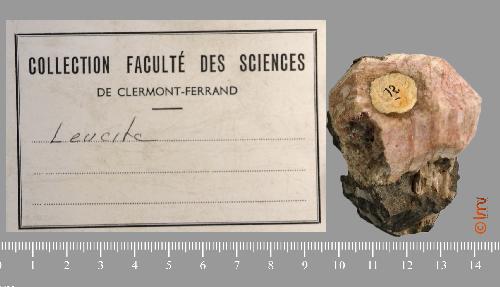 COLLECTION FACULTÉ DES SCIENCES
DE CLERMONT-FERRAND
Leucite
0 1 2 3 4 5 6 7 8 9 10 11 12 13 14